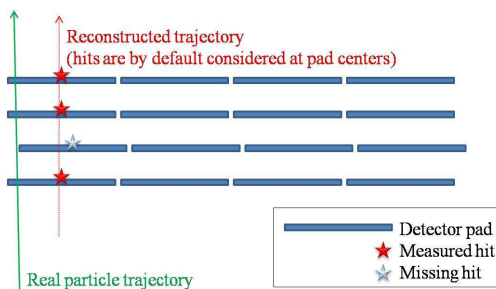 Reconstructed trajectory
(hits are by default considered at pad centers)
Detector pad
Measured hit
Missing hit
Real particle trajectory